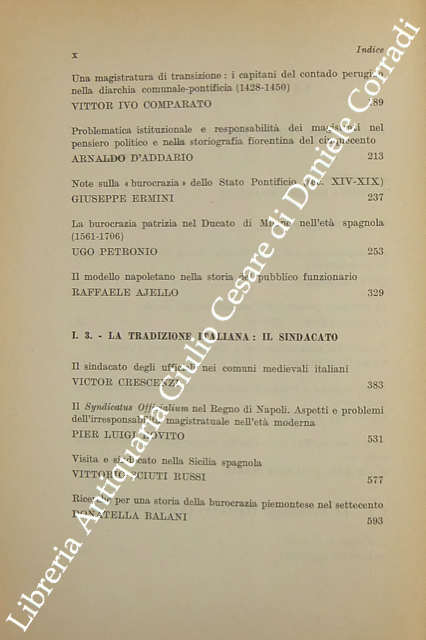 x
Indice
Una magistratura di transizione : i capitani del contado perugino
nella diarchia comunale-pontificia (1428-1450)
VITTOR IVO COMPARATO 189
Problematica istituzionale e responsabilità dei magistrati nel
pensiero politico e nella storiografia fiorentina del cinquecento
ARNALDO D'ADDARIO 213
Note sulla « burocrazia » dello Stato Pontificio (sec. XIV-XIX)
GIUSEPPE ERMINI 237
La burocrazia patrizia nel Ducato di Milano nell'età spagnola
(1561-1706)
UGO PETRONIO 253
Il modello napoletano nella storia del pubblico funzionario
RAFFAELE AJELLO 329
I. 3. - LA TRADIZIONE ITALIANA : IL SINDACATO
Il sindacato degli ufficiali nei comuni medievali italiani
VICTOR CRESCENZI 383
Il Syndicatus Officialium nel Regno di Napoli. Aspetti e problemi
dell'irresponsabilità magistratuale nell'età moderna
PIER LUIGI ROVITO 531
Visita e sindacato nella Sicilia spagnola
VITTORIO SCIUTI RUSSI 577
Ricerche per una storia della burocrazia piemontese nel settecento
DONATELLA BALANI 593
Libreria Antiquaria Giulio Cesare di Daniele Corradi